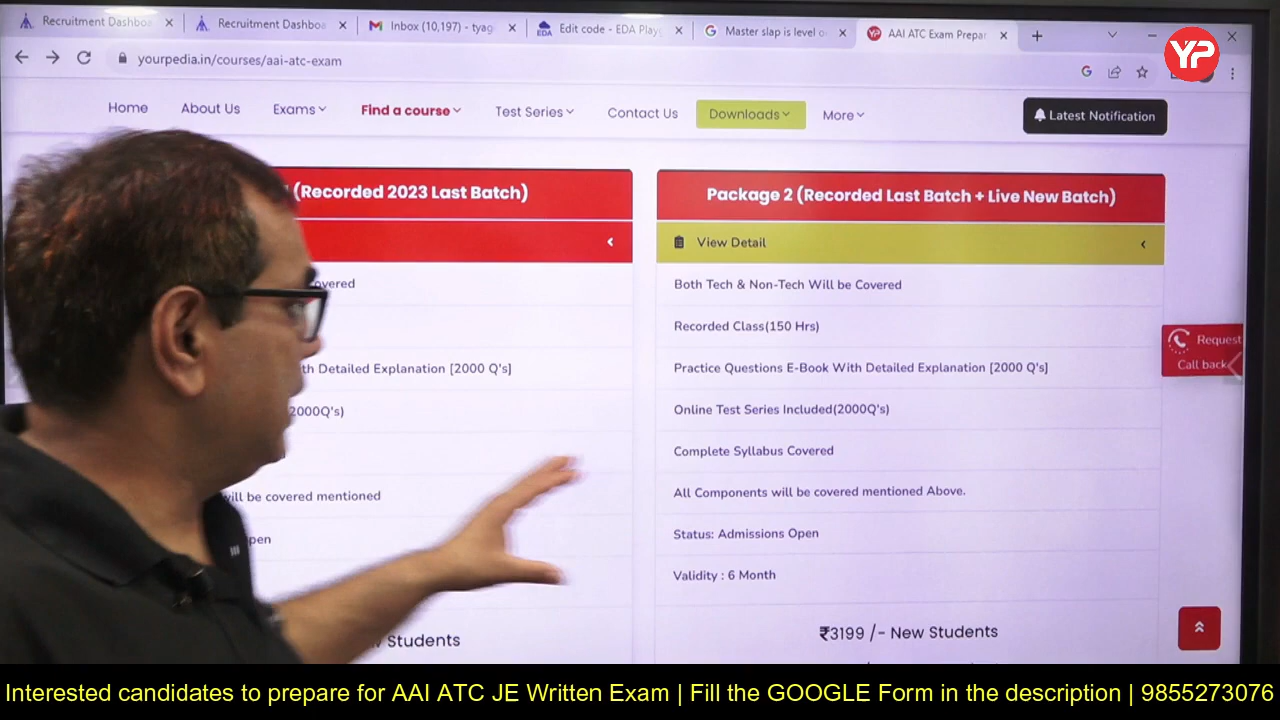 Recruitment Dashboa
Recruitment Dashboa
Inbox (10,197) - tyag
Edit code - EDA Playg
Master slap is level o
AAI ATC Exam Prepar
yourpedia.in/courses/aai-atc-exam
YP
Home
About Us
Exams
Find a course
Test Series
Contact Us
Downloads
More
Latest Notification
(Recorded 2023 Last Batch)
overed
th Detailed Explanation [2000 Q's]
2000Q's)
will be covered mentioned
pen
Students
Package 2 (Recorded Last Batch + Live New Batch)
View Detail
Both Tech & Non-Tech Will be Covered
Recorded Class(150 Hrs)
Practice Questions E-Book With Detailed Explanation [2000 Q's]
Online Test Series Included(2000Q's)
Complete Syllabus Covered
All Components will be covered mentioned Above.
Status: Admissions Open
Validity : 6 Month
₹3199 /- New Students
Request
Call back
Interested candidates to prepare for AAI ATC JE Written Exam | Fill the GOOGLE Form in the description | 9855273076